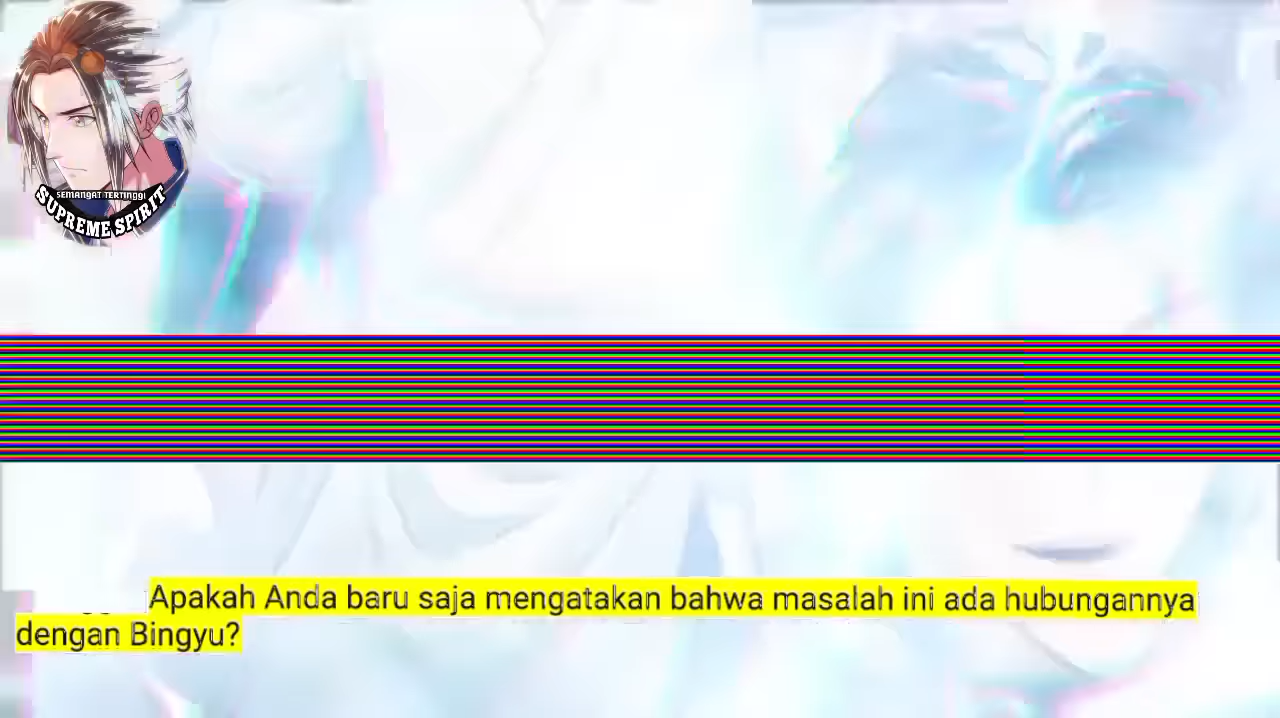 SEMANGAT TERTINGGI
SUPREME SPIRIT
Apakah Anda baru saja mengatakan bahwa masalah ini ada hubungannya
dengan Bingyu?